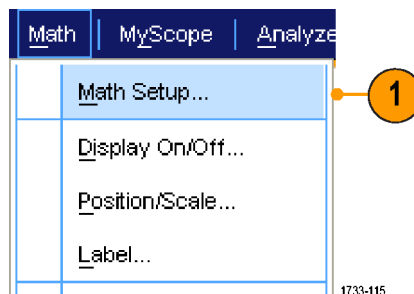 Math | MyScope | Analyze
Math Setup...
1
Display On/Off...
Position/Scale...
Label...
1733-115